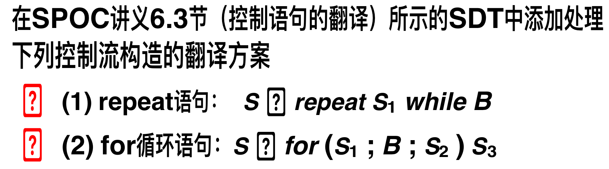 在SPOC讲义6.3节（控制语句的翻译）所示的SDT中添加处理
下列控制流构造的翻译方案
? (1) repeat语句： S ? repeat S₁ while B
? (2) for循环语句：S ? for (S₁ ; B ; S₂ ) S₃